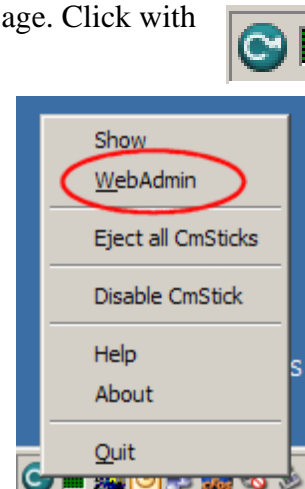 age. Click with
Show
WebAdmin
Eject all CmSticks
Disable CmStick
Help
About
Quit
s